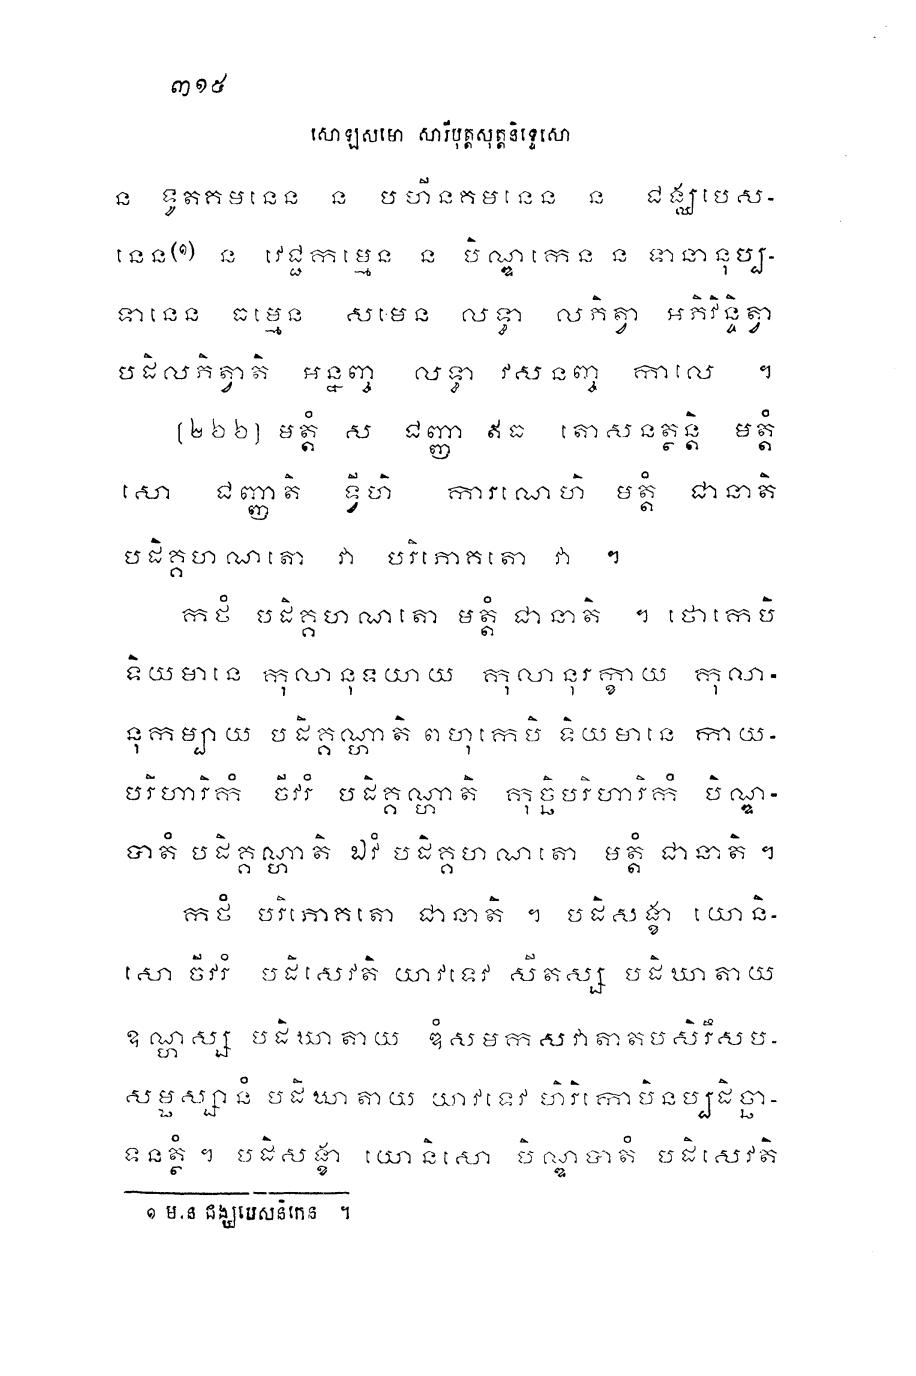 ៣១៥
សោឡសមោ សារីបុត្តសុត្តនិទ្ទេសោ
ន ទូតកមនេន ន បហីនកមនេន ន ជង្ឃបេស-
នេន(១) ន វេជ្ជកម្មេន ន បិណ្ឌកេន ន ទានានុប្ប-
ទានេន ធម្មេន សមេន លទ្ធា លភិត្វា អភិវិន្ទិត្វា
បដិលភិត្វាតិ អន្នញ្ច លទ្ធា វសនញ្ច កាលេ ។
(២៦៦) មត្តំ ស ជញ្ញា ឥធ តោសនត្ថន្តិ មត្តំ
សោ ជញ្ញាតិ ទ្វីហិ ការណេហិ មត្តំ ជានាតិ
បដិគ្គហណតោ វា បរិភោគតោ វា ។
កថំ បដិគ្គហណតោ មត្តំ ជានាតិ ។ ថោកេបិ
ទិយមានេ កុលានុទយាយ កុលានុរក្ខាយ កុលា-
នុកម្បាយ បដិគ្គណ្ហាតិ ពហុកេបិ ទិយមានេ កាយ-
បរិហារិកំ ចីវរំ បដិគ្គណ្ហាតិ កុច្ឆិបរិហារិកំ បិណ្ឌ-
បាតំ បដិគ្គណ្ហាតិ ឯវំ បដិគ្គហណតោ មត្តំ ជានាតិ ។
កថំ បរិភោគតោ ជានាតិ ។ បដិសង្ខា យោនិ-
សោ ចីវរំ បដិសេវតិ យាវទេវ សីតស្ស បដិឃាតាយ
ឧណ្ហស្ស បដិឃាតាយ ឌំសមកសវាតាតបសិរឹសប-
សម្ផស្សានំ បដិឃាតាយ យាវទេវ ហិរិកោបិនប្បដិច្ឆា-
ទនត្ថំ ។ បដិសង្ខា យោនិសោ បិណ្ឌបាតំ បដិសេវតិ
១ ម.ន ជង្ឃបេសនិកេន ។